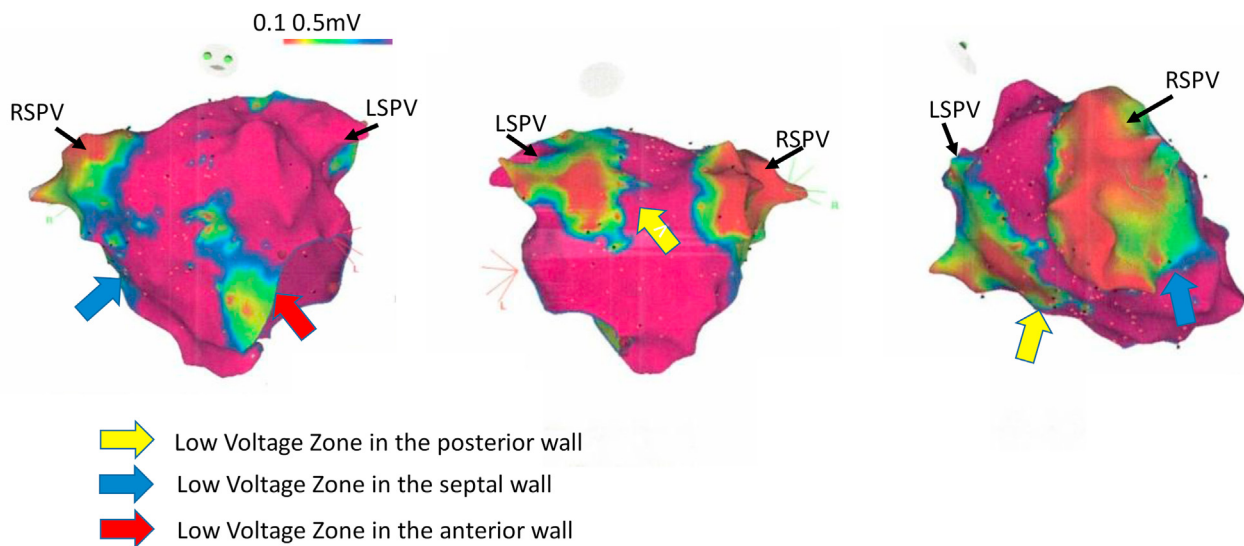 0.1 0.5mV
RSPV
LSPV
LSPV
RSPV
LSPV
RSPV
R
L
L
Low Voltage Zone in the posterior wall
Low Voltage Zone in the septal wall
Low Voltage Zone in the anterior wall